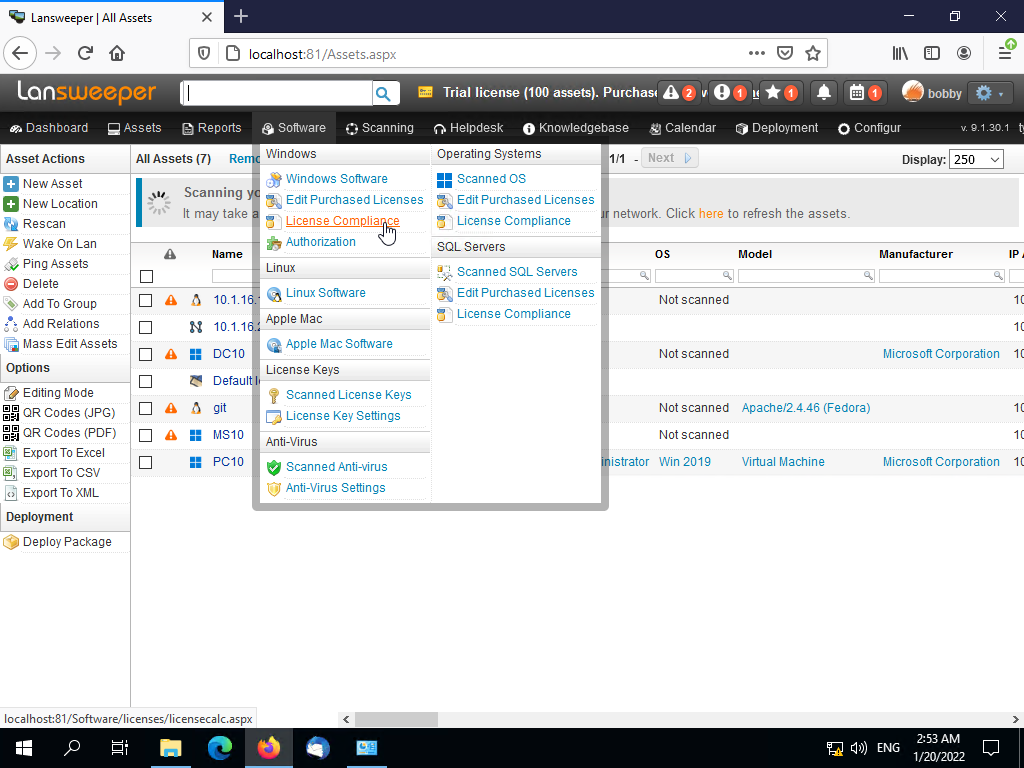 Lansweeper | All Assets
localhost:81/Assets.aspx
Lansweeper
Trial license (100 assets). Purchase
2
1
1
1
bobby
Dashboard
Assets
Reports
Software
Scanning
Helpdesk
Knowledgebase
Calendar
Deployment
Configur
v. 9.1.30.1
Asset Actions
New Asset
New Location
Rescan
Wake On Lan
Ping Assets
Delete
Add To Group
Add Relations
Mass Edit Assets
Options
Editing Mode
QR Codes (JPG)
QR Codes (PDF)
Export To Excel
Export To CSV
Export To XML
Deployment
Deploy Package
All Assets (7)
1/1 - Next
Display: 250
Scanning yo
It may take a
ur network. Click here to refresh the assets.
Windows
Windows Software
Edit Purchased Licenses
License Compliance
Authorization
Linux
Linux Software
Apple Mac
Apple Mac Software
License Keys
Scanned License Keys
License Key Settings
Anti-Virus
Scanned Anti-virus
Anti-Virus Settings
Operating Systems
Scanned OS
Edit Purchased Licenses
License Compliance
SQL Servers
Scanned SQL Servers
Edit Purchased Licenses
License Compliance
Name OS Model Manufacturer IP
10.1.16. Not scanned 10
10.1.16.2 10
DC10 Not scanned Microsoft Corporation 10
Default l
git Not scanned Apache/2.4.46 (Fedora) 10
MS10 Not scanned 10
PC10 inistrator Win 2019 Virtual Machine Microsoft Corporation 10
localhost:81/Software/licenses/licensecalc.aspx
ENG
2:53 AM
1/20/2022